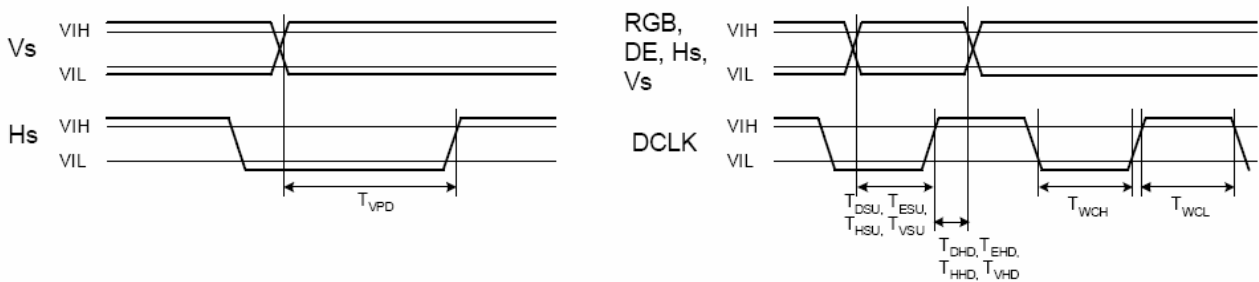 Vs
VIH
VIL
Hs
VIH
VIL
TVPD
RGB,
DE, Hs,
Vs
VIH
VIL
DCLK
VIH
VIL
TDSU, TESU,
THSU, TVSU
TDHD, TEHD,
THHD, TVHD
TWCH
TWCL